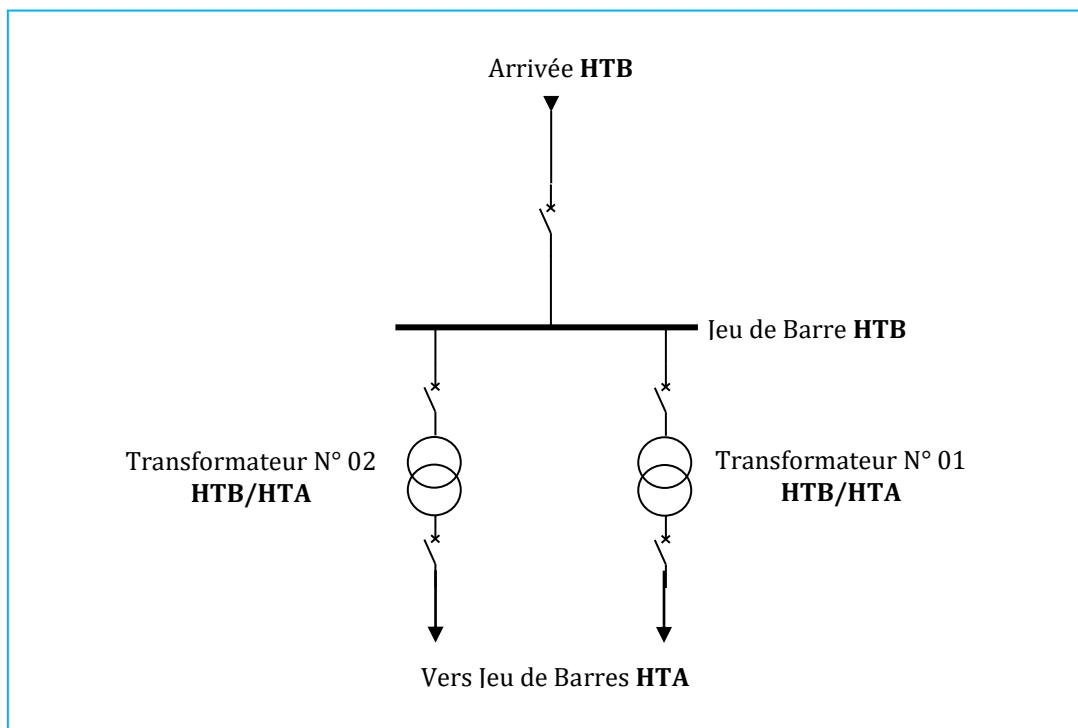 Arrivée HTB
Jeu de Barre HTB
Transformateur N° 02
HTB/HTA
Transformateur N° 01
HTB/HTA
Vers Jeu de Barres HTA